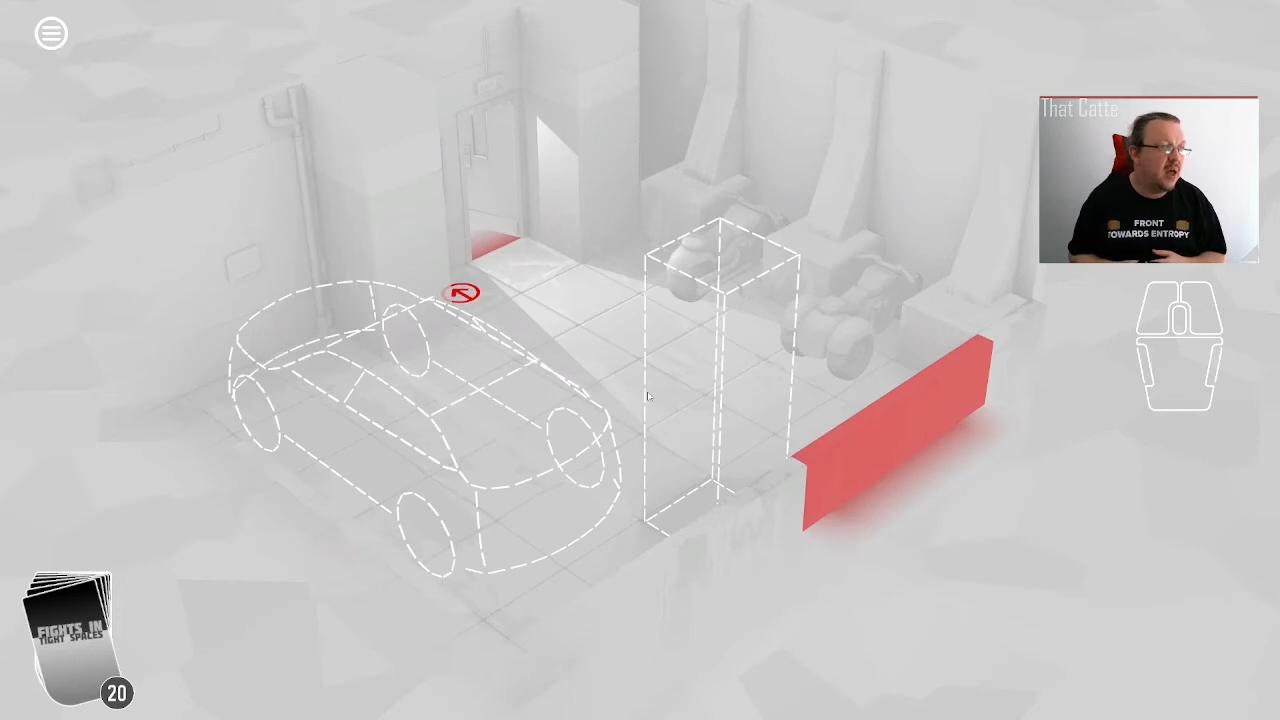 That Catte
FRONT
TOWARDS ENTROPY
FIGHTS IN
TIGHT SPACES
20